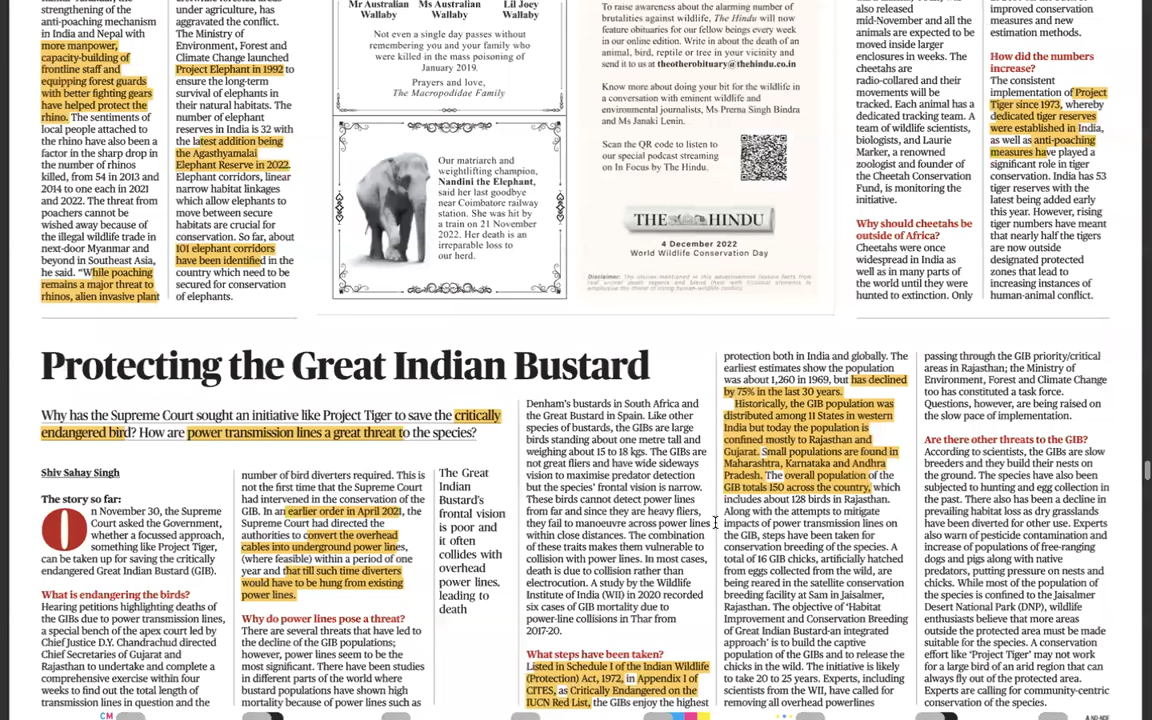 strengthening of the
anti-poaching mechanism
in India and Nepal with
more manpower,
capacity-building of
frontline staff and
equipping forest guards
with better fighting gears
have helped protect the
rhino. The sentiments of
local people attached to
the rhino have also been a
factor in the sharp drop in
the number of rhinos
killed, from 54 in 2013 and
2014 to one each in 2021
and 2022. The threat from
poachers cannot be
wished away because of
the illegal wildlife trade in
next-door Myanmar and
beyond in Southeast Asia,
he said. “While poaching
remains a major threat to
rhinos, alien invasive plant
under agriculture, has
aggravated the conflict.
The Ministry of
Environment, Forest and
Climate Change launched
Project Elephant in 1992 to
ensure the long-term
survival of elephants in
their natural habitats. The
number of elephant
reserves in India is 32 with
the latest addition being
the Agasthyamalai
Elephant Reserve in 2022.
Elephant corridors, linear
narrow habitat linkages
which allow elephants to
move between secure
habitats are crucial for
conservation. So far, about
101 elephant corridors
have been identified in the
country which need to be
secured for conservation
of elephants.
Mr Australian Wallaby
Ms Australian Wallaby
Lil Joey Wallaby
Not even a single day passes without
remembering you and your family who
were killed in the mass poisoning of
January 2019.
Prayers and love,
The Macropodidae Family
Our matriarch and
weightlifting champion,
Nandini the Elephant,
said her last goodbye
near Coimbatore railway
station. She was hit by
a train on 21 November
2022. Her death is an
irreparable loss to
our herd.
To raise awareness about the alarming number of
brutalities against wildlife, The Hindu will now
feature obituaries for our fellow beings every week
in our online edition. Write in about the death of an
animal, bird, reptile or tree in your vicinity and
send it to us at theotherobituary@thehindu.co.in
Know more about doing your bit for the wildlife in
a conversation with eminent wildlife and
environmental journalists, Ms Prerna Singh Bindra
and Ms Janaki Lenin.
Scan the QR code to listen to
our special podcast streaming
on In Focus by The Hindu.
THE HINDU
4 December 2022
World Wildlife Conservation Day
also released
mid-November and all the
animals are expected to be
moved inside larger
enclosures in weeks. The
cheetahs are
radio-collared and their
movements will be
tracked. Each animal has a
dedicated tracking team. A
team of wildlife scientists,
biologists, and Laurie
Marker, a renowned
zoologist and founder of
the Cheetah Conservation
Fund, is monitoring the
initiative.
Why should cheetahs be
outside of Africa?
Cheetahs were once
widespread in India as
well as in many parts of
the world until they were
hunted to extinction. Only
improved conservation
measures and new
estimation methods.
How did the numbers
increase?
The consistent
implementation of Project
Tiger since 1973, whereby
dedicated tiger reserves
were established in India,
as well as anti-poaching
measures have played a
significant role in tiger
conservation. India has 53
tiger reserves with the
latest being added early
this year. However, rising
tiger numbers have meant
that nearly half the tigers
are now outside
designated protected
zones that lead to
increasing instances of
human-animal conflict.
Protecting the Great Indian Bustard
Why has the Supreme Court sought an initiative like Project Tiger to save the critically
endangered bird? How are power transmission lines a great threat to the species?
Shiv Sahay Singh
The story so far:
On November 30, the Supreme
Court asked the Government,
whether a focussed approach,
something like Project Tiger,
can be taken up for saving the critically
endangered Great Indian Bustard (GIB).
What is endangering the birds?
Hearing petitions highlighting deaths of
the GIBs due to power transmission lines,
a special bench of the apex court led by
Chief Justice D.Y. Chandrachud directed
Chief Secretaries of Gujarat and
Rajasthan to undertake and complete a
comprehensive exercise within four
weeks to find out the total length of
transmission lines in question and the
number of bird diverters required. This is
not the first time that the Supreme Court
had intervened in the conservation of the
GIB. In an earlier order in April 2021, the
Supreme Court had directed the
authorities to convert the overhead
cables into underground power lines,
(where feasible) within a period of one
year and that till such time diverters
would have to be hung from existing
power lines.
Why do power lines pose a threat?
There are several threats that have led to
the decline of the GIB populations;
however, power lines seem to be the
most significant. There have been studies
in different parts of the world where
bustard populations have shown high
mortality because of power lines such as
The Great
Indian
Bustard’s
frontal vision
is poor and
it often
collides with
overhead
power lines,
leading to
death
Denham’s bustards in South Africa and
the Great Bustard in Spain. Like other
species of bustards, the GIBs are large
birds standing about one metre tall and
weighing about 15 to 18 kgs. The GIBs are
not great fliers and have wide sideways
vision to maximise predator detection
but the species’ frontal vision is narrow.
These birds cannot detect power lines
from far and since they are heavy fliers,
they fail to manoeuvre across power lines
within close distances. The combination
of these traits makes them vulnerable to
collision with power lines. In most cases,
death is due to collision rather than
electrocution. A study by the Wildlife
Institute of India (WII) in 2020 recorded
six cases of GIB mortality due to
power-line collisions in Thar from
2017-20.
What steps have been taken?
Listed in Schedule I of the Indian Wildlife
(Protection) Act, 1972, in Appendix I of
CITES, as Critically Endangered on the
IUCN Red List, the GIBs enjoy the highest
protection both in India and globally. The
earliest estimates show the population
was about 1,260 in 1969, but has declined
by 75% in the last 30 years.
Historically, the GIB population was
distributed among 11 States in western
India but today the population is
confined mostly to Rajasthan and
Gujarat. Small populations are found in
Maharashtra, Karnataka and Andhra
Pradesh. The overall population of the
GIB totals 150 across the country, which
includes about 128 birds in Rajasthan.
Along with the attempts to mitigate
impacts of power transmission lines on
the GIB, steps have been taken for
conservation breeding of the species. A
total of 16 GIB chicks, artificially hatched
from eggs collected from the wild, are
being reared in the satellite conservation
breeding facility at Sam in Jaisalmer,
Rajasthan. The objective of ‘Habitat
Improvement and Conservation Breeding
of Great Indian Bustard-an integrated
approach’ is to build the captive
population of the GIBs and to release the
chicks in the wild. The initiative is likely
to take 20 to 25 years. Experts, including
scientists from the WII, have called for
removing all overhead powerlines
passing through the GIB priority/critical
areas in Rajasthan; the Ministry of
Environment, Forest and Climate Change
too has constituted a task force.
Questions, however, are being raised on
the slow pace of implementation.
Are there other threats to the GIB?
According to scientists, the GIBs are slow
breeders and they build their nests on
the ground. The species have also been
subjected to hunting and egg collection in
the past. There also has been a decline in
prevailing habitat loss as dry grasslands
have been diverted for other use. Experts
also warn of pesticide contamination and
increase of populations of free-ranging
dogs and pigs along with native
predators, putting pressure on nests and
chicks. While most of the population of
the species is confined to the Jaisalmer
Desert National Park (DNP), wildlife
enthusiasts believe that more areas
outside the protected area must be made
suitable for the species. A conservation
effort like ‘Project Tiger’ may not work
for a large bird of an arid region that can
always fly out of the protected area.
Experts are calling for community-centric
conservation of the species.
CM
A ND-NDE